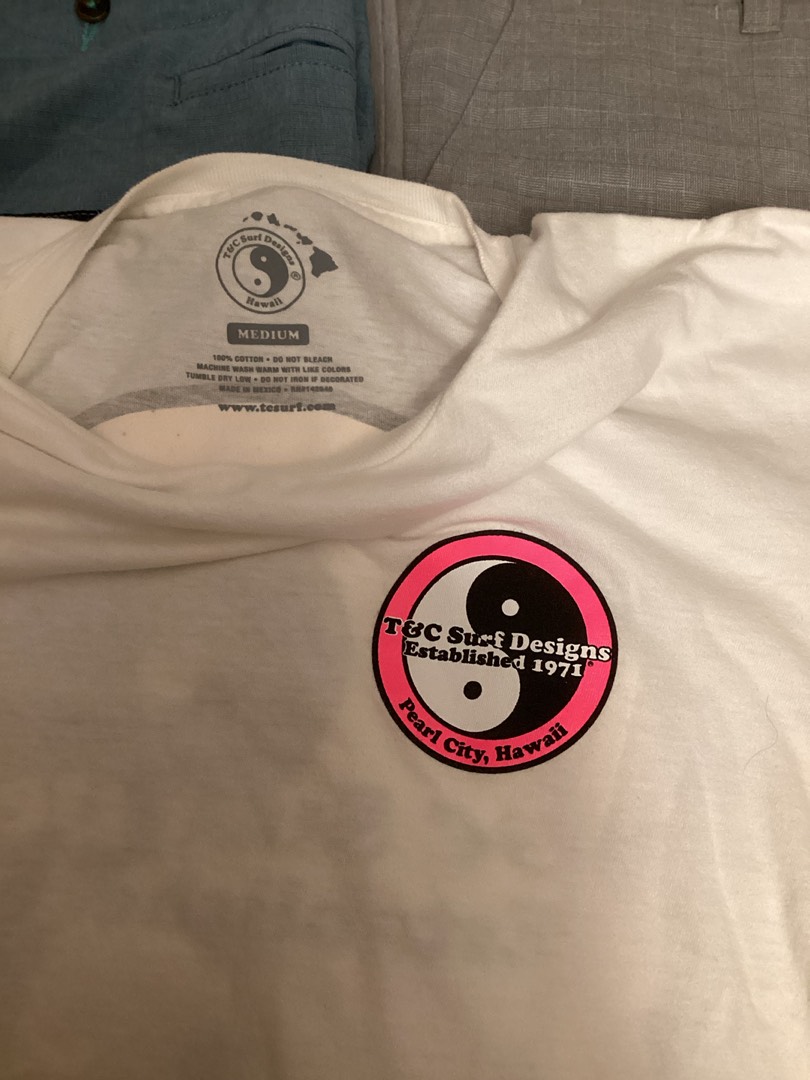 T&C Surf Designs ®
Hawaii
MEDIUM
100% COTTON • DO NOT BLEACH
MACHINE WASH WARM WITH LIKE COLORS
TUMBLE DRY LOW • DO NOT IRON IF DECORATED
MADE IN MEXICO •
www.tcsurf.com
T&C Surf Designs
Established 1971®
Pearl City, Hawaii